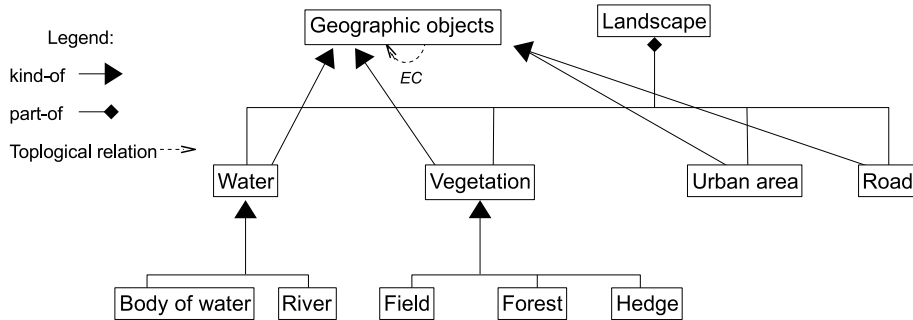 Geographic objects
Landscape
Legend:
kind-of
EC
part-of
Toplogical relation
Water
Vegetation
Urban area
Road
Body of water
River
Field
Forest
Hedge